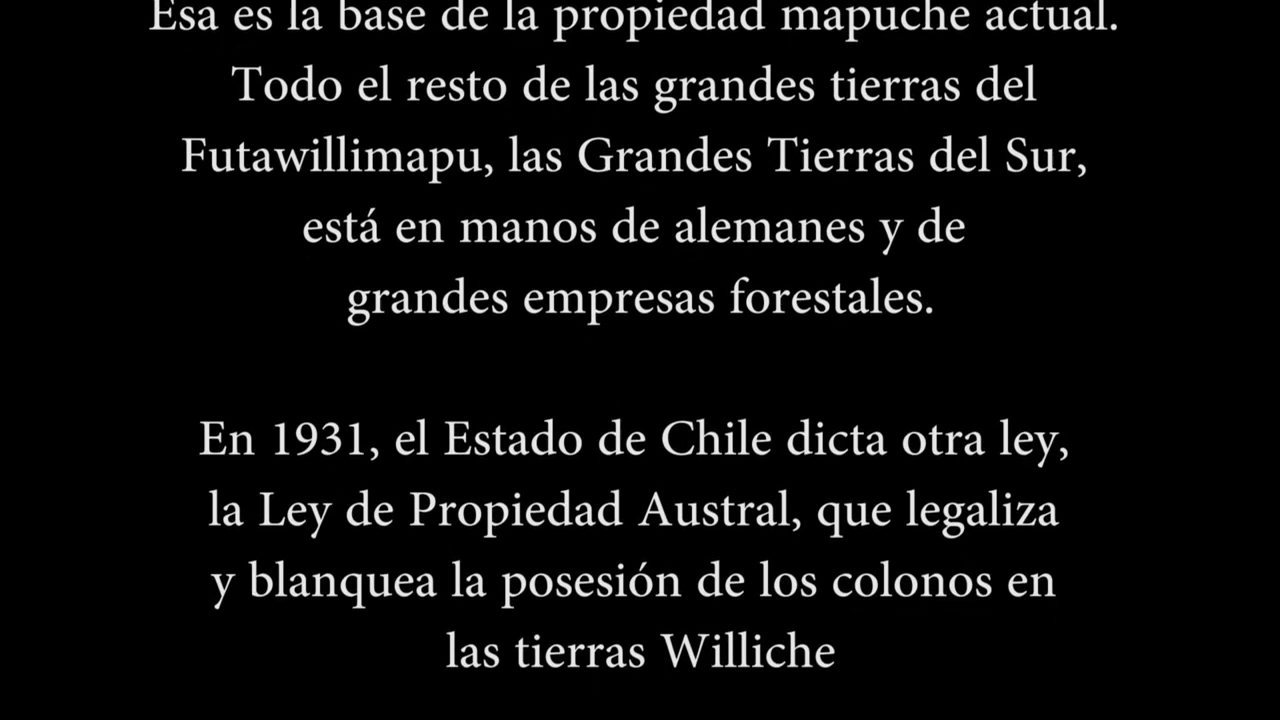 Esa es la base de la propiedad mapuche actual.
Todo el resto de las grandes tierras del
Futawillimapu, las Grandes Tierras del Sur,
está en manos de alemanes y de
grandes empresas forestales.
En 1931, el Estado de Chile dicta otra ley,
la Ley de Propiedad Austral, que legaliza
y blanquea la posesión de los colonos en
las tierras Williche